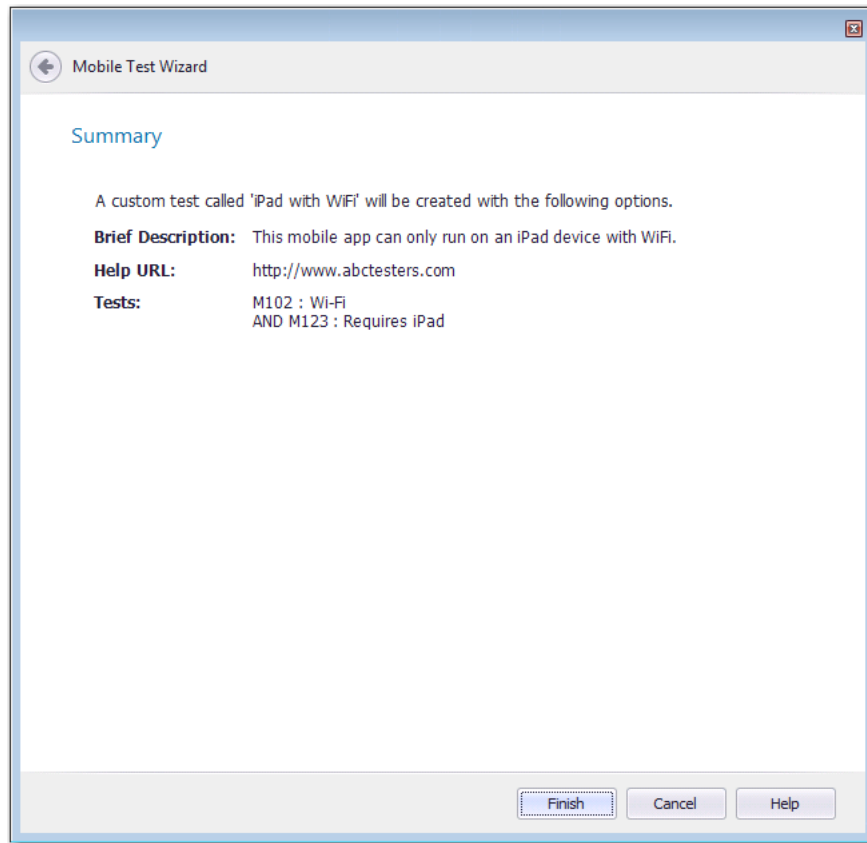 Mobile Test Wizard
Summary
A custom test called 'iPad with WiFi' will be created with the following options.
Brief Description: This mobile app can only run on an iPad device with WiFi.
Help URL: http://www.abctesters.com
Tests: M102 : Wi-Fi
AND M123 : Requires iPad
Finish Cancel Help